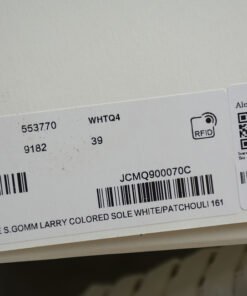 553770 WHTQ4
9182 39
RFID
JCMQ900070C
E S.GOMM LARRY COLORED SOLE WHITE/PATCHOULI 161